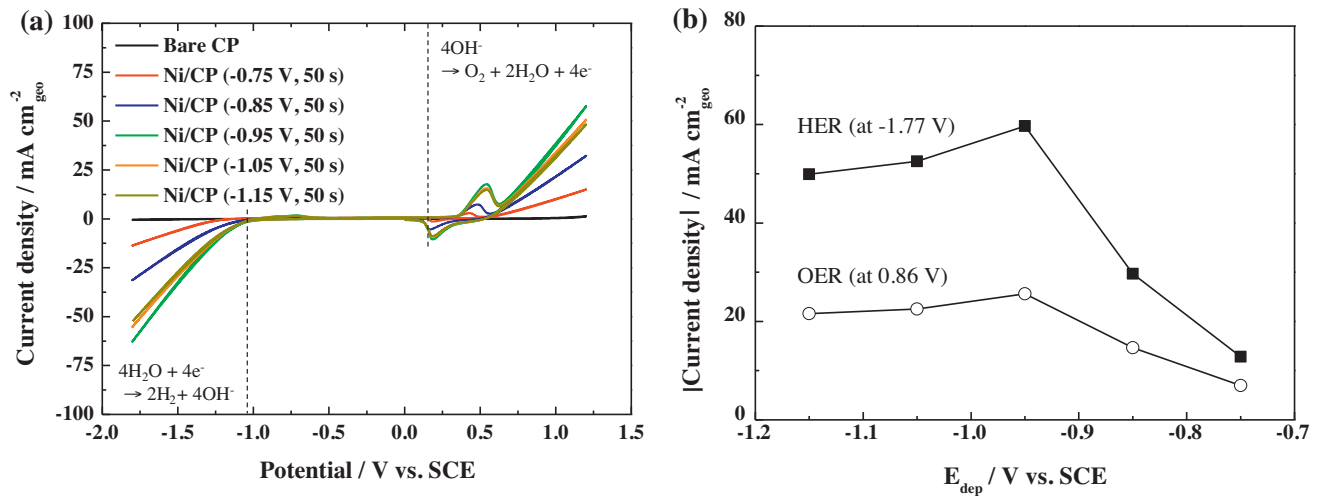 (a)
100
75
50
25
0
-25
-50
-75
-100
Current density / mA cm⁻²geo
Bare CP
Ni/CP (-0.75 V, 50 s)
Ni/CP (-0.85 V, 50 s)
Ni/CP (-0.95 V, 50 s)
Ni/CP (-1.05 V, 50 s)
Ni/CP (-1.15 V, 50 s)
4OH⁻
→ O₂ + 2H₂O + 4e⁻
4H₂O + 4e⁻
→ 2H₂+ 4OH⁻
-2.0 -1.5 -1.0 -0.5 0.0 0.5 1.0 1.5
Potential / V vs. SCE
(b)
80
60
40
20
0
|Current density| / mA cm⁻²geo
HER (at -1.77 V)
OER (at 0.86 V)
-1.2 -1.1 -1.0 -0.9 -0.8 -0.7
E_dep / V vs. SCE